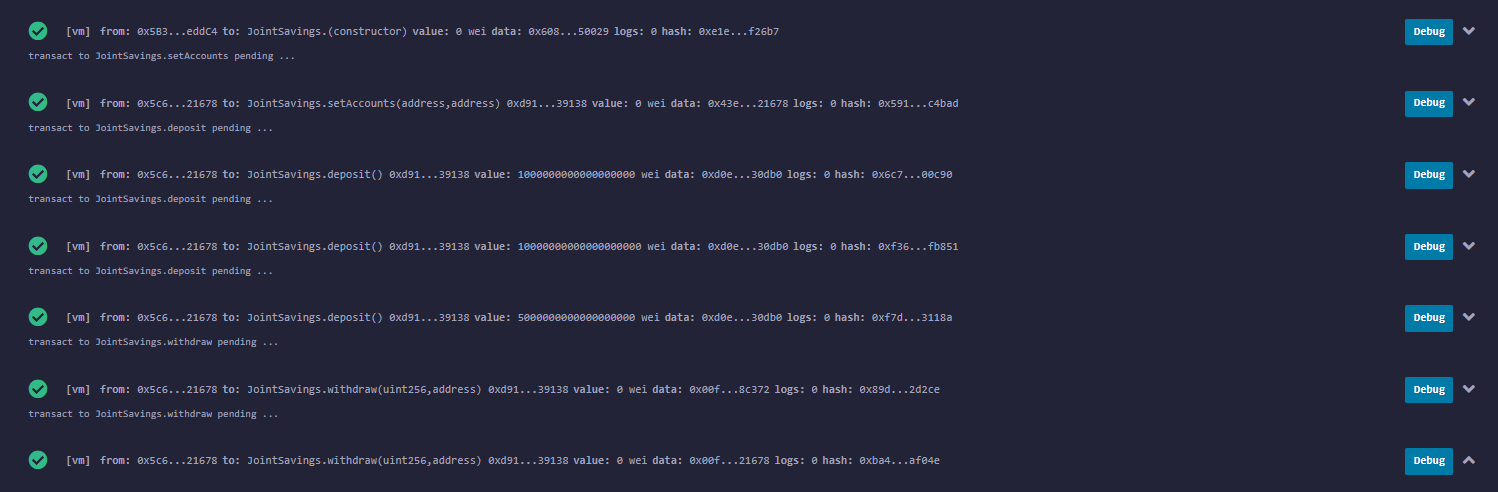 [vm] from: 0x5B3...eddC4 to: JointSavings.(constructor) value: 0 wei data: 0x608...50029 logs: 0 hash: 0xe1e...f26b7 Debug
transact to JointSavings.setAccounts pending ...
[vm] from: 0x5c6...21678 to: JointSavings.setAccounts(address,address) 0xd91...39138 value: 0 wei data: 0x43e...21678 logs: 0 hash: 0x591...c4bad Debug
transact to JointSavings.deposit pending ...
[vm] from: 0x5c6...21678 to: JointSavings.deposit() 0xd91...39138 value: 1000000000000000000 wei data: 0xd0e...30db0 logs: 0 hash: 0x6c7...00c90 Debug
transact to JointSavings.deposit pending ...
[vm] from: 0x5c6...21678 to: JointSavings.deposit() 0xd91...39138 value: 10000000000000000000 wei data: 0xd0e...30db0 logs: 0 hash: 0xf36...fb851 Debug
transact to JointSavings.deposit pending ...
[vm] from: 0x5c6...21678 to: JointSavings.deposit() 0xd91...39138 value: 5000000000000000000 wei data: 0xd0e...30db0 logs: 0 hash: 0xf7d...3118a Debug
transact to JointSavings.withdraw pending ...
[vm] from: 0x5c6...21678 to: JointSavings.withdraw(uint256,address) 0xd91...39138 value: 0 wei data: 0x00f...8c372 logs: 0 hash: 0x89d...2d2ce Debug
transact to JointSavings.withdraw pending ...
[vm] from: 0x5c6...21678 to: JointSavings.withdraw(uint256,address) 0xd91...39138 value: 0 wei data: 0x00f...21678 logs: 0 hash: 0xba4...af04e Debug